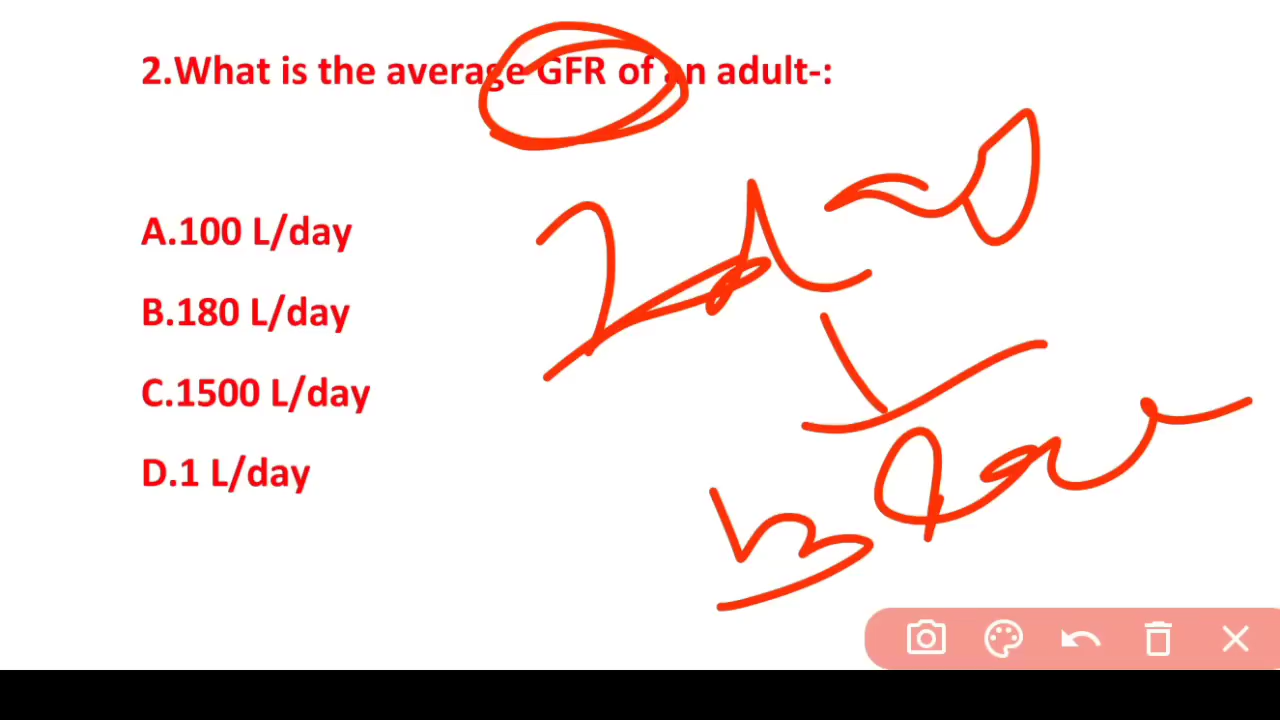 2.What is the average GFR of an adult-:
A.100 L/day
B.180 L/day
C.1500 L/day
D.1 L/day